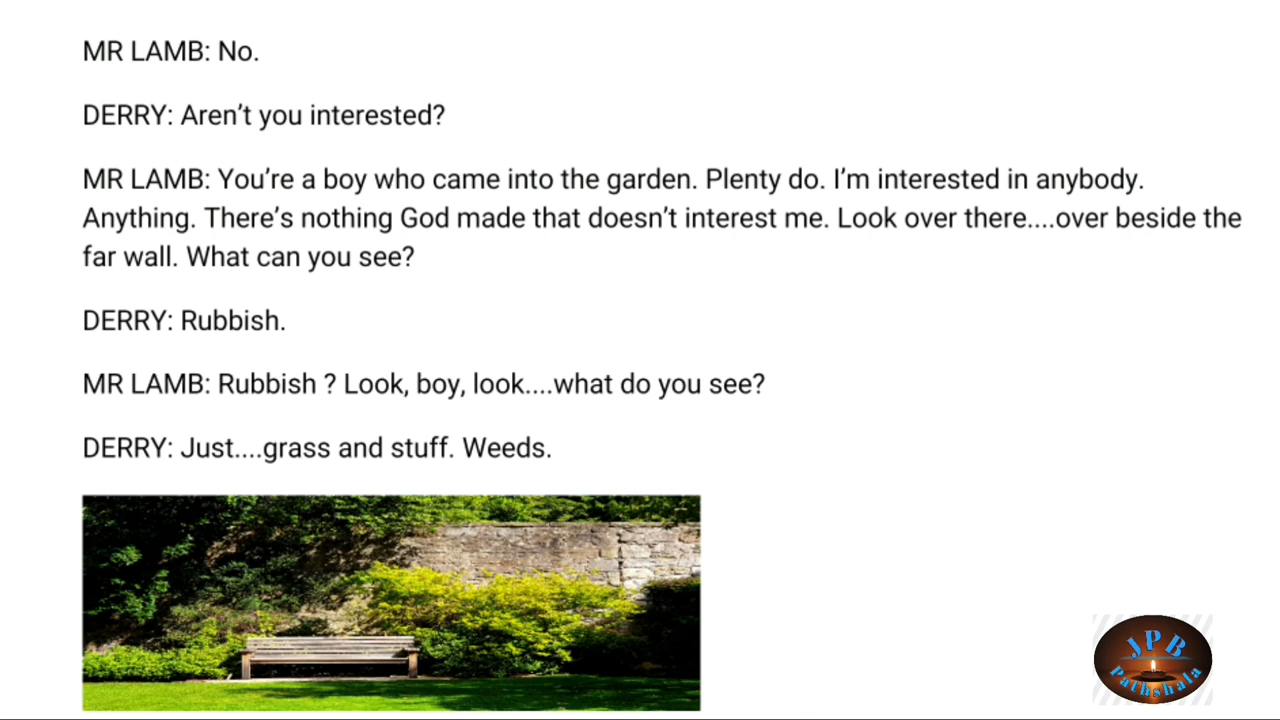 MR LAMB: No.
DERRY: Aren’t you interested?
MR LAMB: You’re a boy who came into the garden. Plenty do. I’m interested in anybody.
Anything. There’s nothing God made that doesn’t interest me. Look over there....over beside the
far wall. What can you see?
DERRY: Rubbish.
MR LAMB: Rubbish ? Look, boy, look....what do you see?
DERRY: Just....grass and stuff. Weeds.
JPB
Pathshala